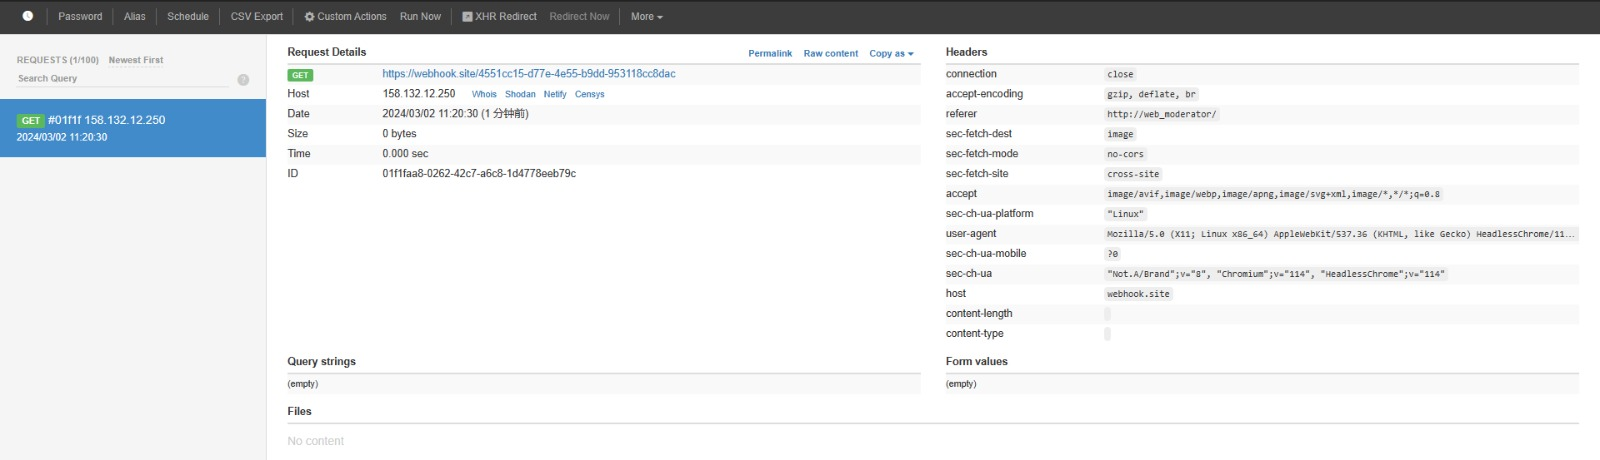 Password Alias Schedule CSV Export Custom Actions Run Now XHR Redirect Redirect Now More
REQUESTS (1/100) Newest First
Search Query ?
GET #01f1f 158.132.12.250
2024/03/02 11:20:30
Request Details Permalink Raw content Copy as
GET https://webhook.site/4551cc15-d77e-4e55-b9dd-953118cc8dac
Host 158.132.12.250 Whois Shodan Netify Censys
Date 2024/03/02 11:20:30 (1 分钟前)
Size 0 bytes
Time 0.000 sec
ID 01f1faa8-0262-42c7-a6c8-1d4778eeb79c
Headers
connection close
accept-encoding gzip, deflate, br
referer http://web_moderator/
sec-fetch-dest image
sec-fetch-mode no-cors
sec-fetch-site cross-site
accept image/avif,image/webp,image/apng,image/svg+xml,image/*,*/*;q=0.8
sec-ch-ua-platform "Linux"
user-agent Mozilla/5.0 (X11; Linux x86_64) AppleWebKit/537.36 (KHTML, like Gecko) HeadlessChrome/11...
sec-ch-ua-mobile ?0
sec-ch-ua "Not.A/Brand";v="8", "Chromium";v="114", "HeadlessChrome";v="114"
host webhook.site
content-length
content-type
Query strings
(empty)
Form values
(empty)
Files
No content